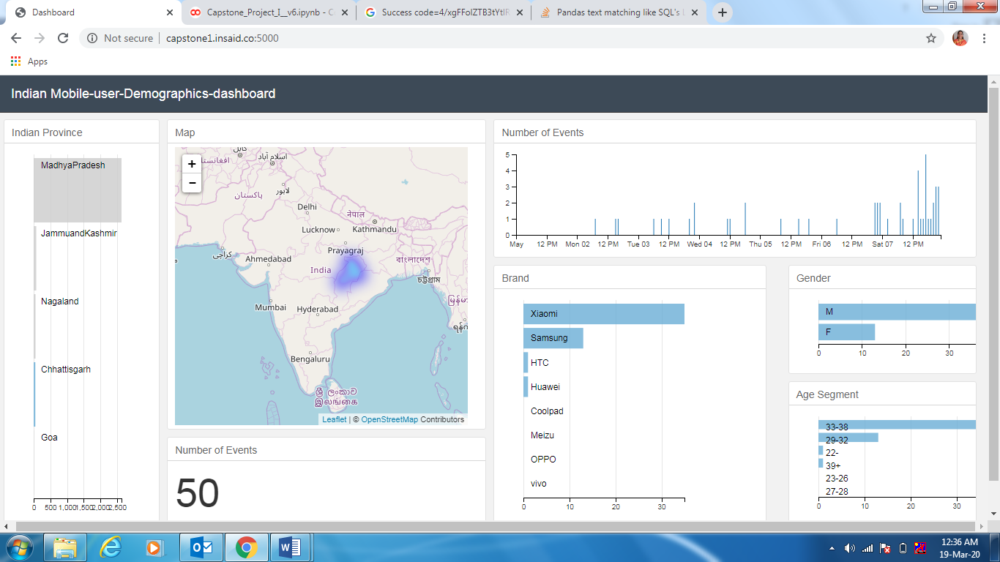 Dashboard
Capstone_Project_I__v6.ipynb - C
Success code=4/xgFFoIZTB3tYtIR
Pandas text matching like SQL's L
Not secure
capstone1.insaid.co:5000
Apps
Indian Mobile-user-Demographics-dashboard
Indian Province
MadhyaPradesh
JammuandKashmir
Nagaland
Chhattisgarh
Goa
0 500 1,000 1,500 2,000 2,500
Map
+
−
کابل
اسلام آباد
افغانستان
لاہور
پاکستان
Delhi
नेपाल
Lucknow
Kathmandu
کراچی
Prayagraj
Ahmedabad
বাংলাদেশ
India
চট্টগ্রাম
Mumbai
Hyderabad
Bengaluru
ශ්‍රී ලංකාව
இலங்கை
Leaflet | © OpenStreetMap Contributors
Number of Events
50
Number of Events
5
4
3
2
1
0
May 12 PM Mon 02 12 PM Tue 03 12 PM Wed 04 12 PM Thu 05 12 PM Fri 06 12 PM Sat 07 12 PM
Brand
Xiaomi
Samsung
HTC
Huawei
Coolpad
Meizu
OPPO
vivo
0 10 20 30
Gender
M
F
0 10 20 30
Age Segment
33-38
29-32
22-
39+
23-26
27-28
0 10 20 30
12:36 AM
19-Mar-20